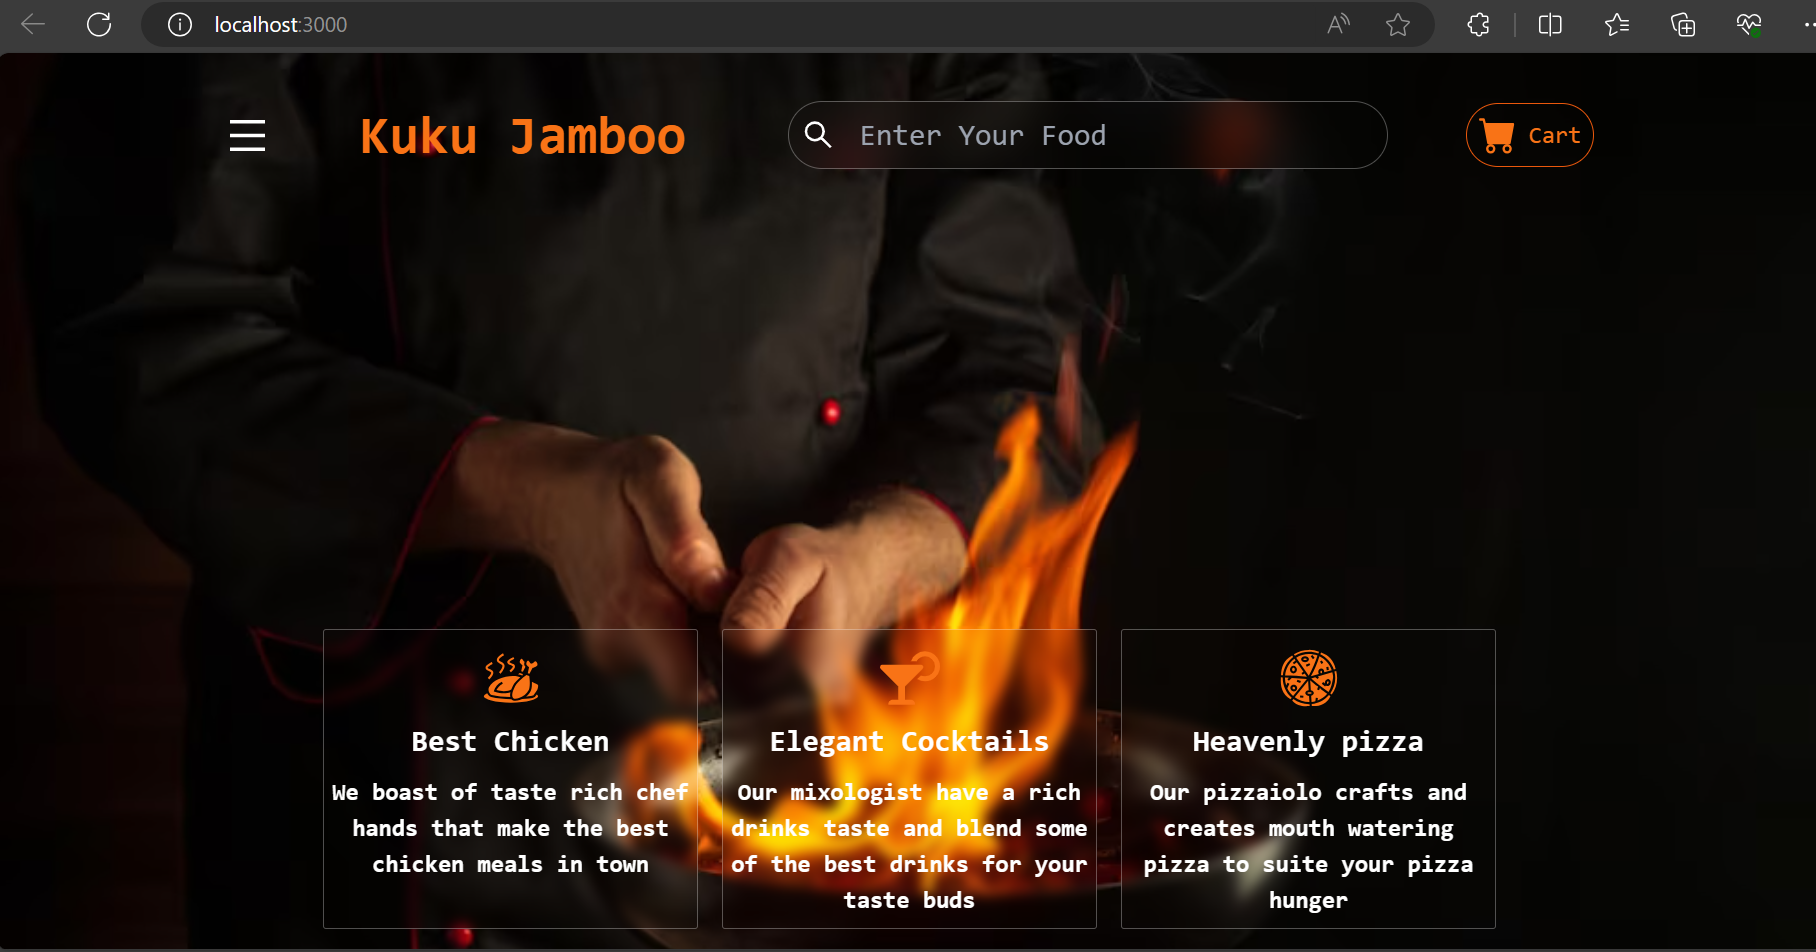 localhost:3000
Kuku Jamboo
Enter Your Food
Cart
Best Chicken
We boast of taste rich chef
hands that make the best
chicken meals in town
Elegant Cocktails
Our mixologist have a rich
drinks taste and blend some
of the best drinks for your
taste buds
Heavenly pizza
Our pizzaiolo crafts and
creates mouth watering
pizza to suite your pizza
hunger